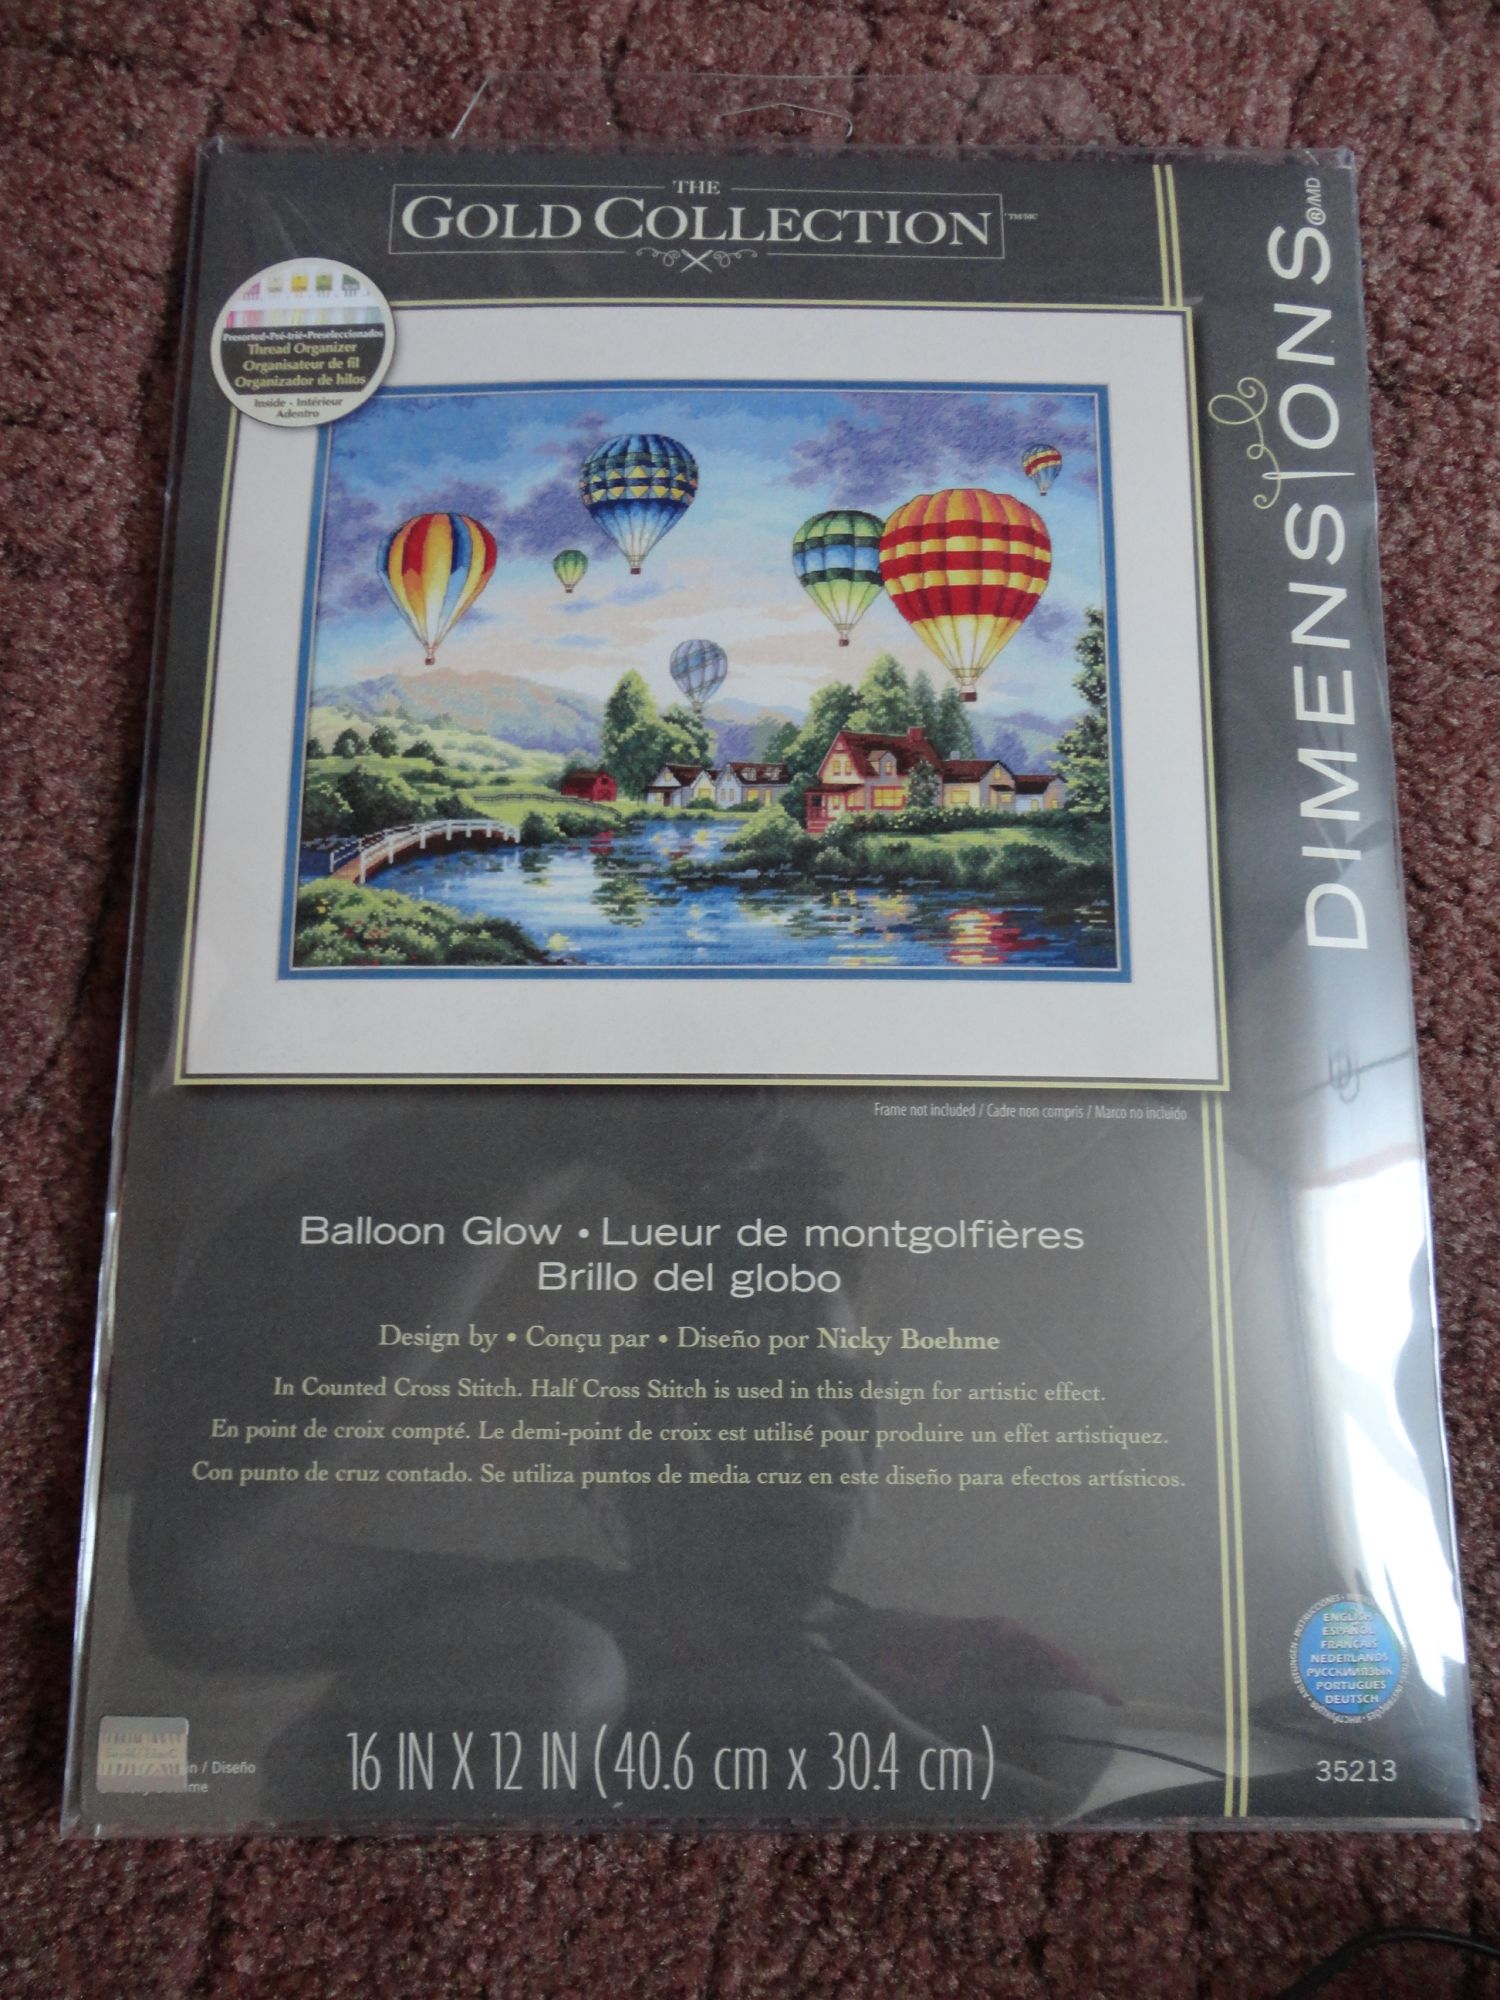 THE
GOLD COLLECTION TM/MC
Presorted•Pré-trié•Preseleccionados
Thread Organizer
Organisateur de fil
Organizador de hilos
Inside - Intérieur
Adentro
DIMENSIONS®/MD
Frame not included / Cadre non compris / Marco no incluido
Balloon Glow • Lueur de montgolfières
Brillo del globo
Design by • Conçu par • Diseño por Nicky Boehme
In Counted Cross Stitch. Half Cross Stitch is used in this design for artistic effect.
En point de croix compté. Le demi-point de croix est utilisé pour produire un effet artistiquez.
Con punto de cruz contado. Se utiliza puntos de media cruz en este diseño para efectos artísticos.
ENGLISH
ESPAÑOL
FRANÇAIS
NEDERLANDS
РУССКИЙЯЗЫК
PORTUGUES
DEUTSCH
/ Diseño
16 IN X 12 IN (40.6 cm x 30.4 cm)
35213